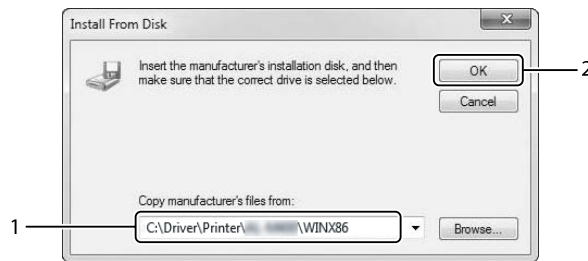 Install From Disk
Insert the manufacturer's installation disk, and then
make sure that the correct drive is selected below.
OK
2
Cancel
Copy manufacturer's files from:
1
C:\Driver\Printer\ \WINX86
Browse...